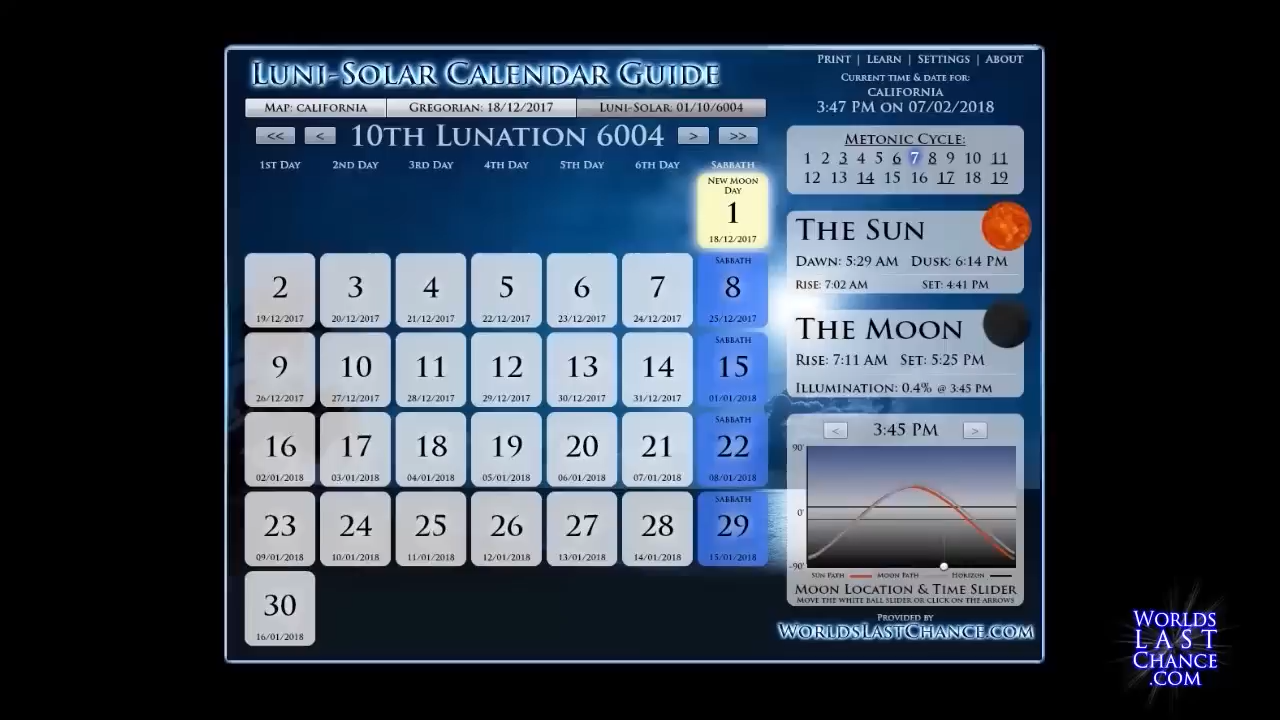 LUNI-SOLAR CALENDAR GUIDE
PRINT | LEARN | SETTINGS | ABOUT
CURRENT TIME & DATE FOR:
CALIFORNIA
3:47 PM ON 07/02/2018
MAP: CALIFORNIA GREGORIAN: 18/12/2017 LUNI-SOLAR: 01/10/6004
<< < 10TH LUNATION 6004 > >>
1ST DAY 2ND DAY 3RD DAY 4TH DAY 5TH DAY 6TH DAY SABBATH
NEW MOON
DAY
1
18/12/2017
SABBATH
2 3 4 5 6 7 8
19/12/2017 20/12/2017 21/12/2017 22/12/2017 23/12/2017 24/12/2017 25/12/2017
SABBATH
9 10 11 12 13 14 15
26/12/2017 27/12/2017 28/12/2017 29/12/2017 30/12/2017 31/12/2017 01/01/2018
SABBATH
16 17 18 19 20 21 22
02/01/2018 03/01/2018 04/01/2018 05/01/2018 06/01/2018 07/01/2018 08/01/2018
SABBATH
23 24 25 26 27 28 29
09/01/2018 10/01/2018 11/01/2018 12/01/2018 13/01/2018 14/01/2018 15/01/2018
30
16/01/2018
METONIC CYCLE:
1 2 3 4 5 6 7 8 9 10 11
12 13 14 15 16 17 18 19
THE SUN
DAWN: 5:29 AM DUSK: 6:14 PM
RISE: 7:02 AM SET: 4:41 PM
THE MOON
RISE: 7:11 AM SET: 5:25 PM
ILLUMINATION: 0.4% @ 3:45 PM
< 3:45 PM >
90°
0°
-90°
SUN PATH MOON PATH HORIZON
MOON LOCATION & TIME SLIDER
MOVE THE WHITE BALL SLIDER OR CLICK ON THE ARROWS
PROVIDED BY
WORLDSLASTCHANCE.COM
WORLDS
LAST
CHANCE
.COM